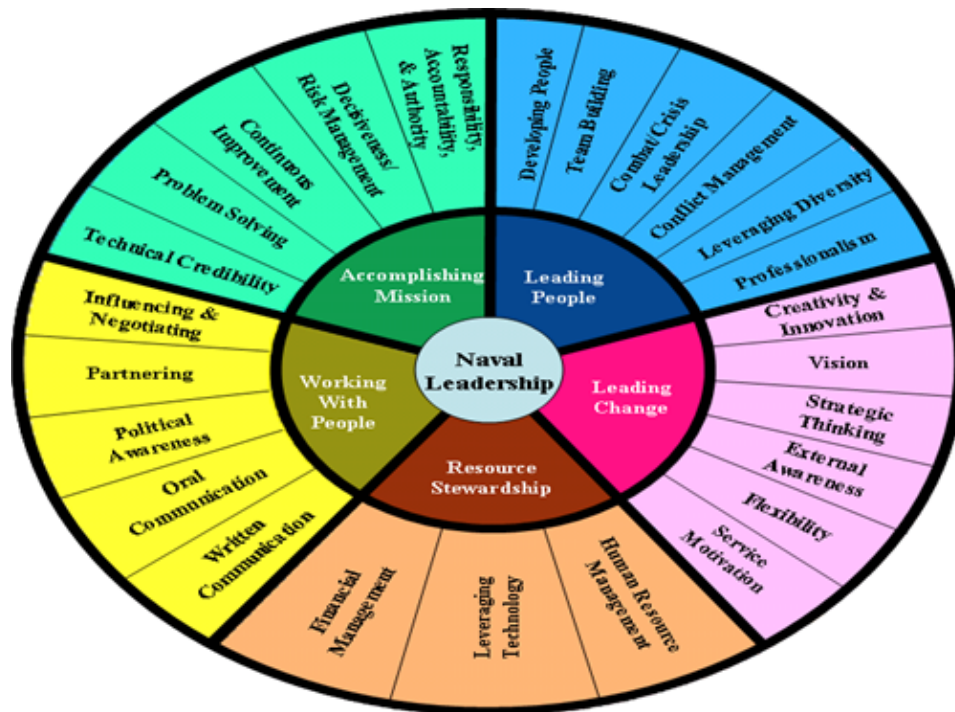 Responsibility,
Accountability,
& Authority
Decisiveness/
Risk Management
Continuous
Improvement
Problem Solving
Technical Credibility
Developing People
Team Building
Combat/Crisis
Leadership
Conflict Management
Leveraging Diversity
Professionalism
Accomplishing
Mission
Leading
People
Naval
Leadership
Working
With
People
Leading
Change
Resource
Stewardship
Influencing &
Negotiating
Partnering
Political
Awareness
Oral
Communication
Written
Communication
Creativity &
Innovation
Vision
Strategic
Thinking
External
Awareness
Flexibility
Service
Motivation
Financial
Management
Leveraging
Technology
Human Resource
Management